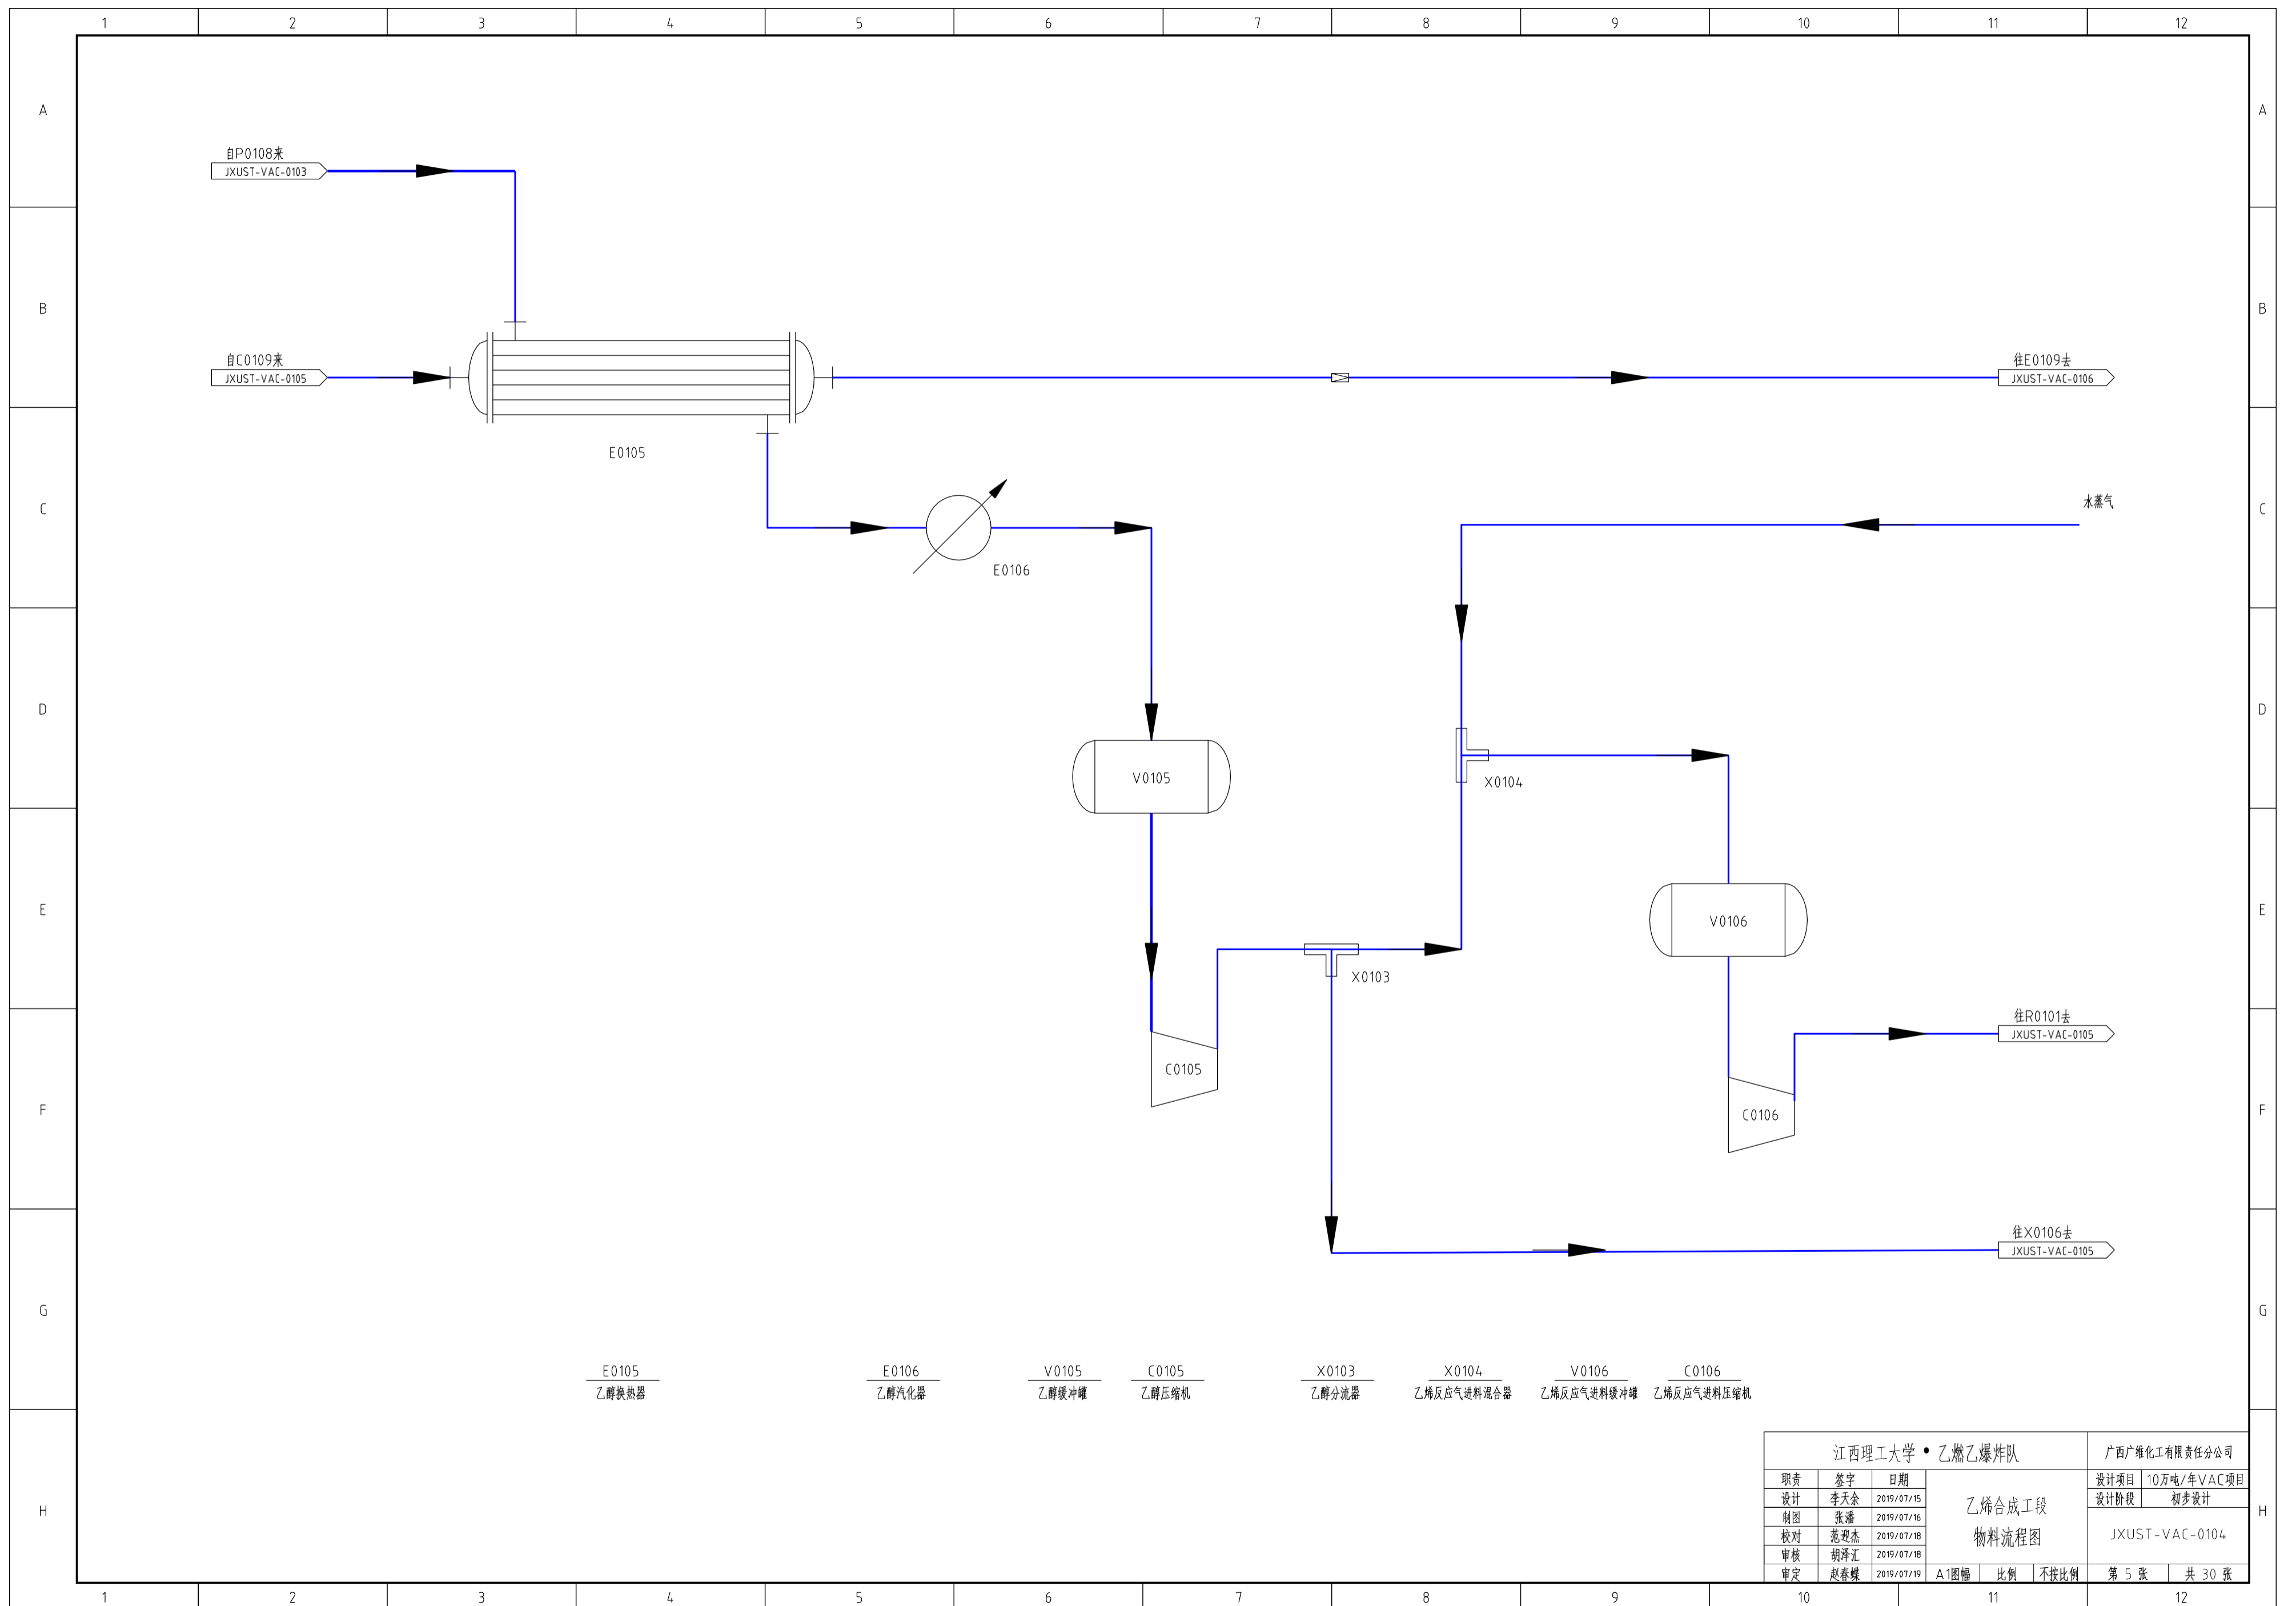 1 2 3 4 5 6 7 8 9 10 11 12
A A
自P0108来
JXUST-VAC-0103
B B
自C0109来
JXUST-VAC-0105
往E0109去
JXUST-VAC-0106
E0105
水蒸气
C C
E0106
D D
V0105
X0104
E E
V0106
X0103
往R0101去
JXUST-VAC-0105
C0105
F F
C0106
往X0106去
JXUST-VAC-0105
G G
E0105 E0106 V0105 C0105 X0103 X0104 V0106 C0106
乙醇换热器 乙醇汽化器 乙醇缓冲罐 乙醇压缩机 乙醇分流器 乙烯反应气进料混合器 乙烯反应气进料缓冲罐 乙烯反应气进料压缩机
江西理工大学•乙燃乙爆炸队 广西广维化工有限责任分公司
职责 签字 日期 设计项目 10万吨/年VAC项目
设计 李天余 2019/07/15 设计阶段 初步设计
乙烯合成工段
H H
制图 张潘 2019/07/16
校对 范迎杰 2019/07/18 物料流程图 JXUST-VAC-0104
审核 胡泽汇 2019/07/18
审定 赵春蝶 2019/07/19 A1图幅 比例 不按比例 第 5 张 共 30 张
1 2 3 4 5 6 7 8 9 10 11 12